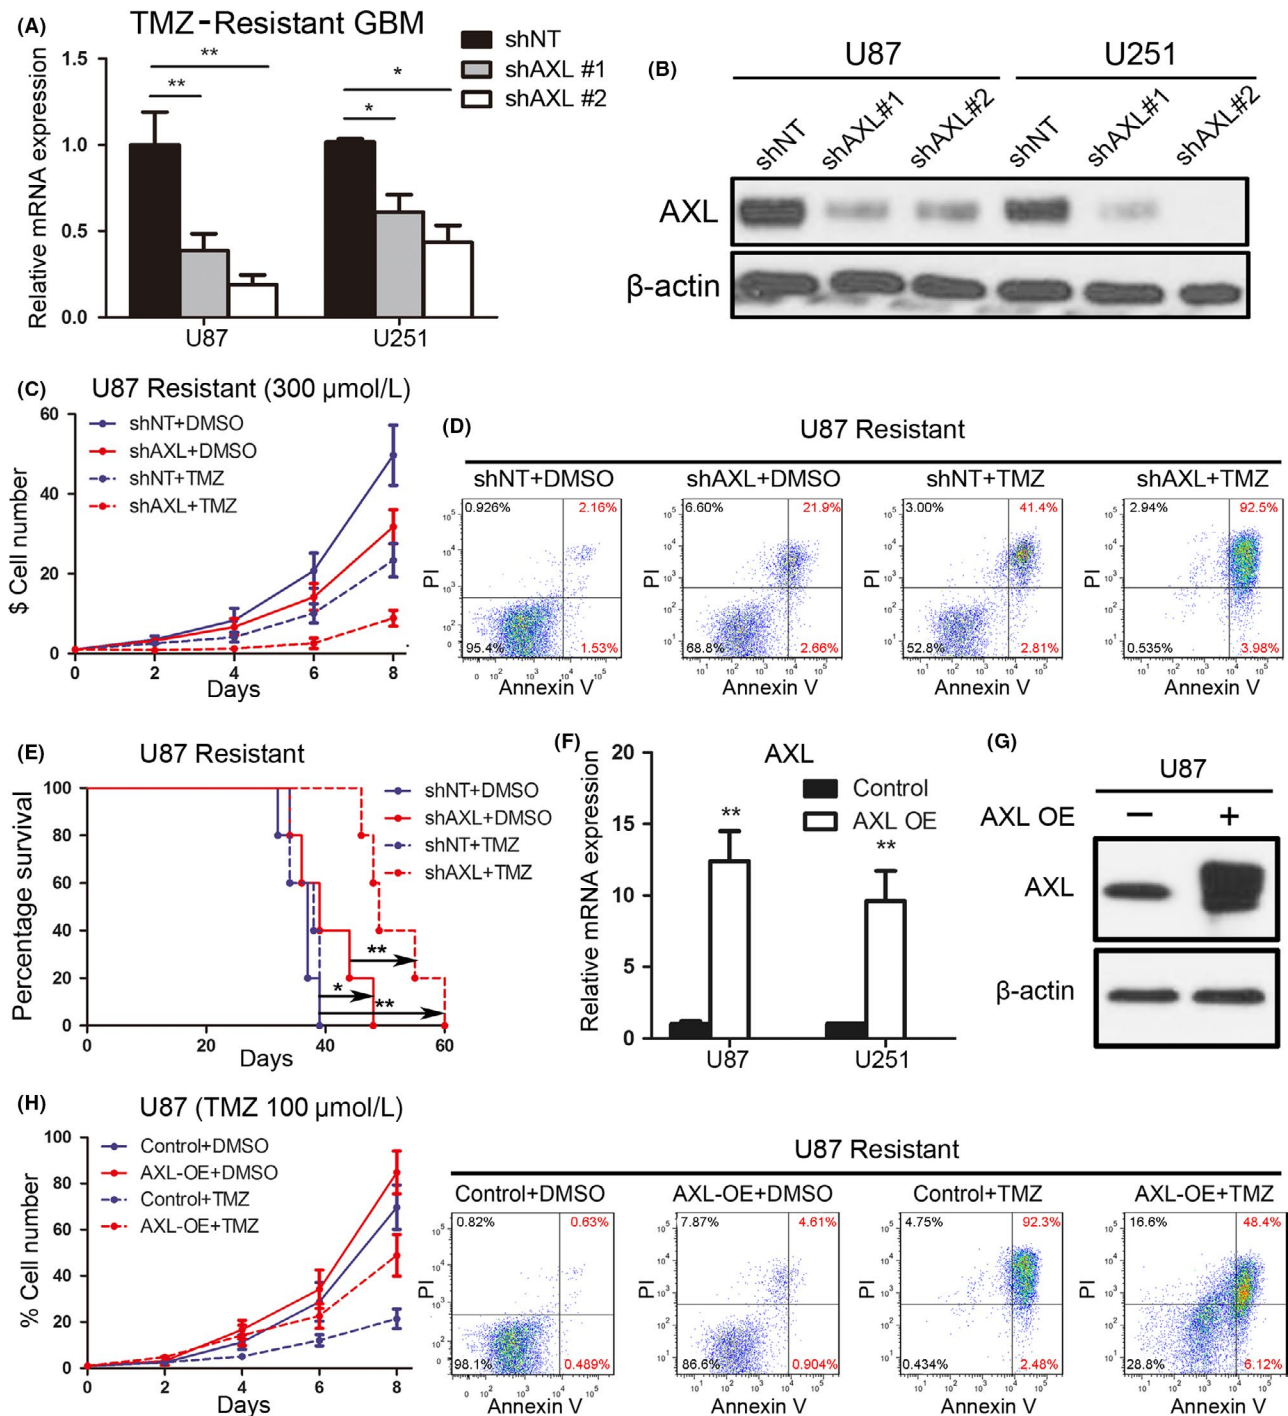 (A)
TMZ-Resistant GBM
shNT
shAXL #1
shAXL #2
Relative mRNA expression
1.5
1.0
0.5
0.0
**
**
*
*
U87
U251
(B)
U87
U251
shNT
shAXL#1
shAXL#2
shNT
shAXL#1
shAXL#2
AXL
β-actin
(C)
U87 Resistant (300 µmol/L)
shNT+DMSO
shAXL+DMSO
shNT+TMZ
shAXL+TMZ
$ Cell number
60
40
20
0
0 2 4 6 8
Days
(D)
U87 Resistant
shNT+DMSO
0.926% 2.16%
95.4% 1.53%
PI
Annexin V
shAXL+DMSO
6.60% 21.9%
68.8% 2.66%
PI
Annexin V
shNT+TMZ
3.00% 41.4%
52.8% 2.81%
PI
Annexin V
shAXL+TMZ
2.94% 92.5%
0.535% 3.98%
PI
Annexin V
(E)
U87 Resistant
shNT+DMSO
shAXL+DMSO
shNT+TMZ
shAXL+TMZ
Percentage survival
100
80
60
40
20
0
**
*
**
0 20 40 60
Days
(F)
AXL
Control
AXL OE
Relative mRNA expression
20
15
10
5
0
**
**
U87
U251
(G)
U87
AXL OE − +
AXL
β-actin
(H)
U87 (TMZ 100 µmol/L)
Control+DMSO
AXL-OE+DMSO
Control+TMZ
AXL-OE+TMZ
% Cell number
100
80
60
40
20
0
0 2 4 6 8
Days
U87 Resistant
Control+DMSO
0.82% 0.63%
98.1% 0.489%
PI
Annexin V
AXL-OE+DMSO
7.87% 4.61%
86.6% 0.904%
PI
Annexin V
Control+TMZ
4.75% 92.3%
0.434% 2.48%
PI
Annexin V
AXL-OE+TMZ
16.6% 48.4%
28.8% 6.12%
PI
Annexin V